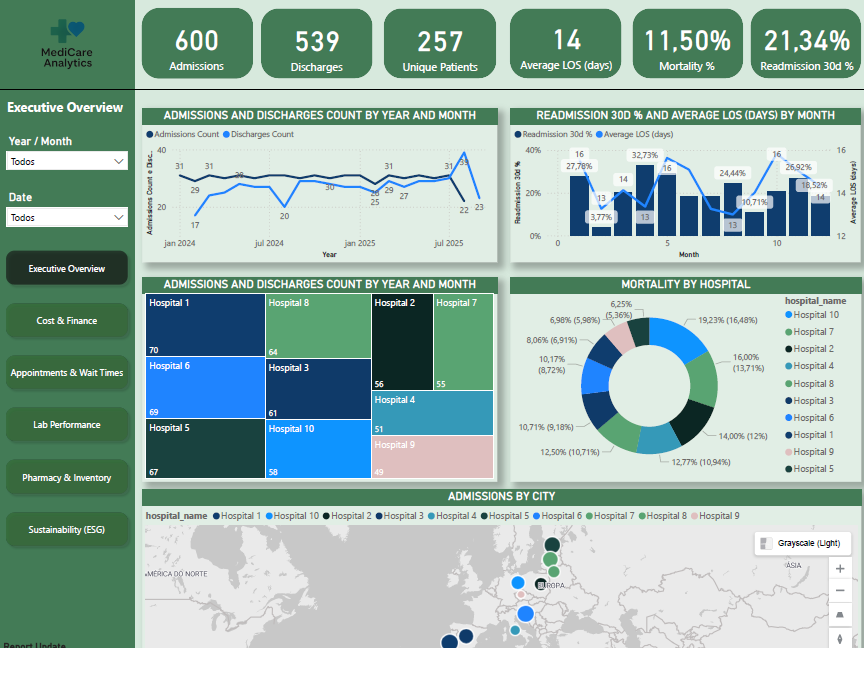 MediCare
Analytics
600
Admissions
539
Discharges
257
Unique Patients
14
Average LOS (days)
11,50%
Mortality %
21,34%
Readmission 30d %
Executive Overview
Year / Month
Todos
Date
Todos
Executive Overview
Cost & Finance
Appointments & Wait Times
Lab Performance
Pharmacy & Inventory
Sustainability (ESG)
Report Update
ADMISSIONS AND DISCHARGES COUNT BY YEAR AND MONTH
Admissions Count Discharges Count
Admissions Count e Disc...
40
20
31
29
17
31
28
20
30
28
25
31
29
27
31
39
22
23
jan 2024
jul 2024
jan 2025
jul 2025
Year
READMISSION 30D % AND AVERAGE LOS (DAYS) BY MONTH
Readmission 30d % Average LOS (days)
Readmission 30d %
40%
20%
0%
16
27,78%
13
3,77%
14
32,73%
13
16
24,44%
13
10,71%
16
26,92%
18,52%
14
16
14
12
Average LOS (days)
0
5
10
Month
ADMISSIONS AND DISCHARGES COUNT BY YEAR AND MONTH
Hospital 1
70
Hospital 6
69
Hospital 5
67
Hospital 8
64
Hospital 3
61
Hospital 10
58
Hospital 2
56
Hospital 7
55
Hospital 4
51
Hospital 9
49
MORTALITY BY HOSPITAL
19,23% (16,48%)
16,00%
(13,71%)
14,00% (12%)
12,77% (10,94%)
12,50% (10,71%)
10,71% (9,18%)
10,17%
(8,72%)
8,06% (6,91%)
6,98% (5,98%)
6,25%
(5,36%)
hospital_name
Hospital 10
Hospital 7
Hospital 2
Hospital 4
Hospital 8
Hospital 3
Hospital 6
Hospital 1
Hospital 9
Hospital 5
ADMISSIONS BY CITY
hospital_name Hospital 1 Hospital 10 Hospital 2 Hospital 3 Hospital 4 Hospital 5 Hospital 6 Hospital 7 Hospital 8 Hospital 9
AMÉRICA DO NORTE
EUROPA
ÁSIA
Grayscale (Light)